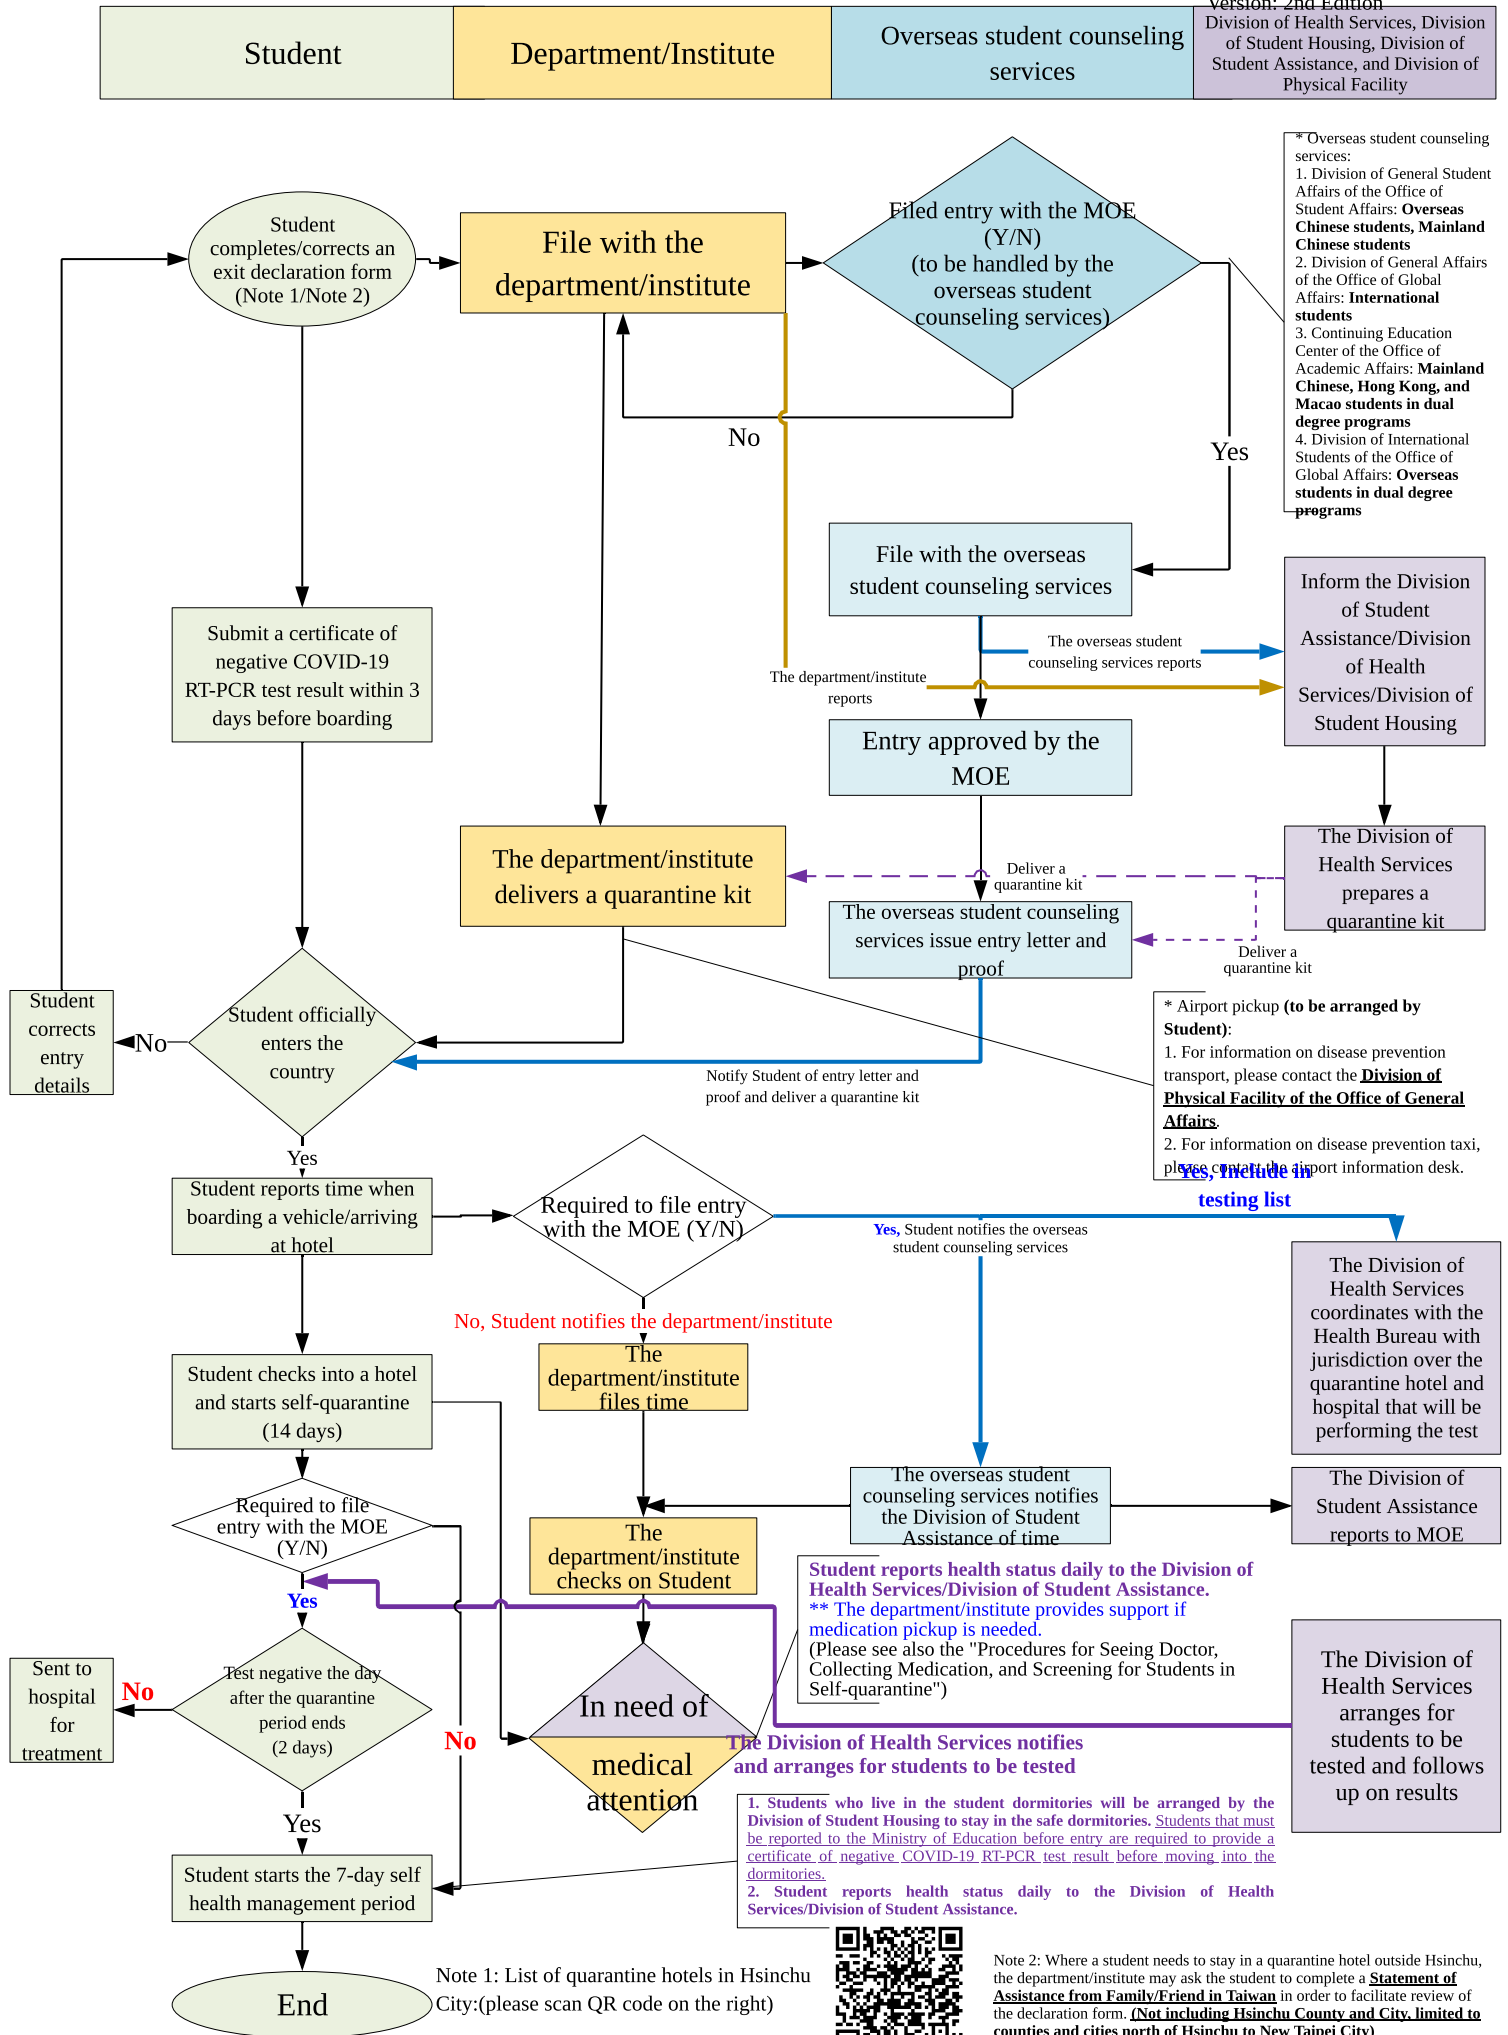 Version: 2nd Edition
Student
Department/Institute
Overseas student counseling
services
Division of Health Services, Division
of Student Housing, Division of
Student Assistance, and Division of
Physical Facility
* Overseas student counseling
services:
1. Division of General Student
Affairs of the Office of
Student Affairs: Overseas
Chinese students, Mainland
Chinese students
2. Division of General Affairs
of the Office of Global
Affairs: International
students
3. Continuing Education
Center of the Office of
Academic Affairs: Mainland
Chinese, Hong Kong, and
Macao students in dual
degree programs
4. Division of International
Students of the Office of
Global Affairs: Overseas
students in dual degree
programs
Student
completes/corrects an
exit declaration form
(Note 1/Note 2)
File with the
department/institute
Filed entry with the MOE
(Y/N)
(to be handled by the
overseas student
counseling services)
No
Yes
File with the overseas
student counseling services
Inform the Division
of Student
Assistance/Division
of Health
Services/Division of
Student Housing
Submit a certificate of
negative COVID-19
RT-PCR test result within 3
days before boarding
The overseas student
counseling services reports
The department/institute
reports
Entry approved by the
MOE
The department/institute
delivers a quarantine kit
Deliver a
quarantine kit
The Division of
Health Services
prepares a
quarantine kit
The overseas student counseling
services issue entry letter and
proof
Deliver a
quarantine kit
Student
corrects
entry
details
No
Student officially
enters the
country
* Airport pickup (to be arranged by
Student):
1. For information on disease prevention
transport, please contact the Division of
Physical Facility of the Office of General
Affairs.
2. For information on disease prevention taxi,
please contact the airport information desk.
Notify Student of entry letter and
proof and deliver a quarantine kit
Yes
Yes, Include in
testing list
Student reports time when
boarding a vehicle/arriving
at hotel
Required to file entry
with the MOE (Y/N)
Yes, Student notifies the overseas
student counseling services
The Division of
Health Services
coordinates with the
Health Bureau with
jurisdiction over the
quarantine hotel and
hospital that will be
performing the test
No, Student notifies the department/institute
The
department/institute
files time
Student checks into a hotel
and starts self-quarantine
(14 days)
The overseas student
counseling services notifies
the Division of Student
Assistance of time
The Division of
Student Assistance
reports to MOE
Required to file
entry with the MOE
(Y/N)
The
department/institute
checks on Student
Student reports health status daily to the Division of
Health Services/Division of Student Assistance.
** The department/institute provides support if
medication pickup is needed.
(Please see also the "Procedures for Seeing Doctor,
Collecting Medication, and Screening for Students in
Self-quarantine")
Yes
Sent to
hospital
for
treatment
No
Test negative the day
after the quarantine
period ends
(2 days)
No
In need of
medical
attention
The Division of Health Services notifies
and arranges for students to be tested
The Division of
Health Services
arranges for
students to be
tested and follows
up on results
Yes
1. Students who live in the student dormitories will be arranged by the
Division of Student Housing to stay in the safe dormitories. Students that must
be reported to the Ministry of Education before entry are required to provide a
certificate of negative COVID-19 RT-PCR test result before moving into the
dormitories.
2. Student reports health status daily to the Division of Health
Services/Division of Student Assistance.
Student starts the 7-day self
health management period
End
Note 1: List of quarantine hotels in Hsinchu
City:(please scan QR code on the right)
Note 2: Where a student needs to stay in a quarantine hotel outside Hsinchu,
the department/institute may ask the student to complete a Statement of
Assistance from Family/Friend in Taiwan in order to facilitate review of
the declaration form. (Not including Hsinchu County and City, limited to
counties and cities north of Hsinchu to New Taipei City)